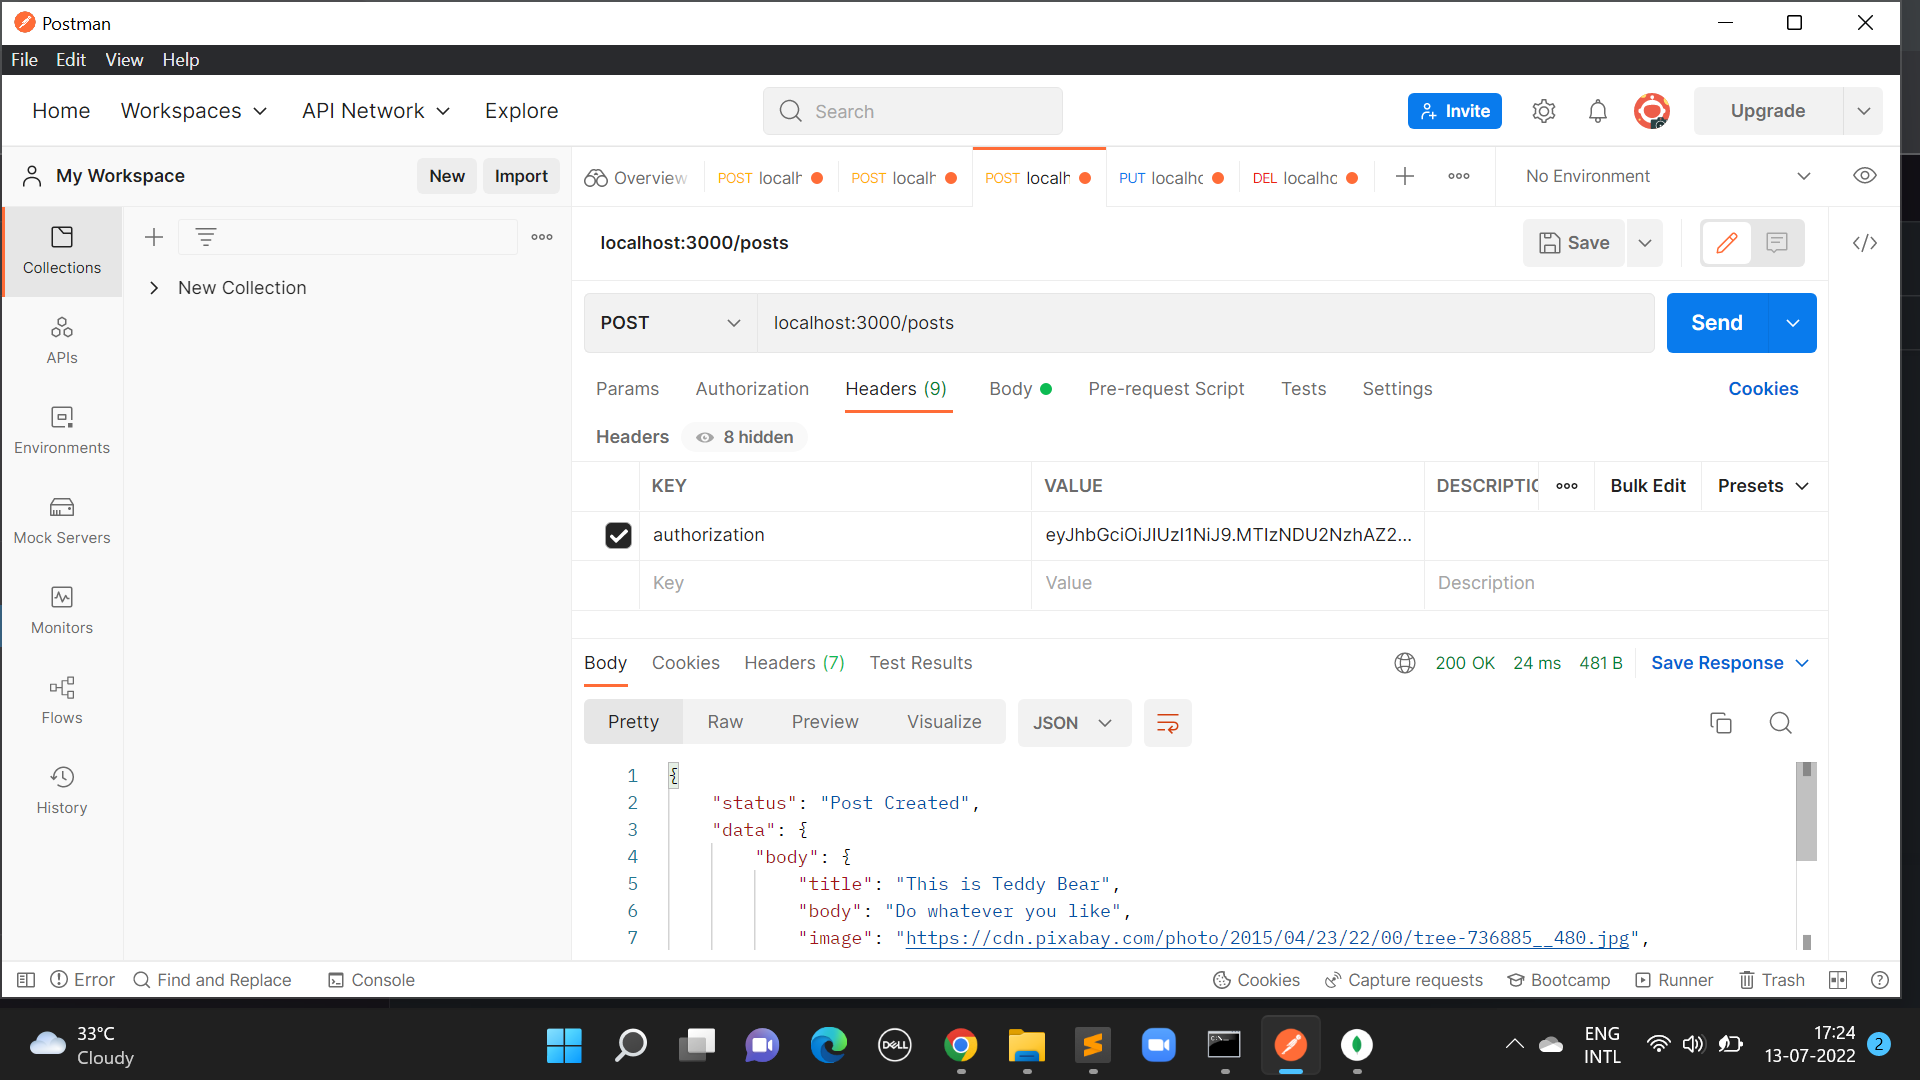 Postman
File Edit View Help
Home Workspaces API Network Explore
Search
Invite
Upgrade
My Workspace
New
Import
Overview
POST localh
POST localh
POST localh
PUT localho
DEL localho
No Environment
Collections
APIs
Environments
Mock Servers
Monitors
Flows
History
New Collection
localhost:3000/posts
Save
POST
localhost:3000/posts
Send
Params Authorization Headers (9) Body Pre-request Script Tests Settings
Cookies
Headers 8 hidden
KEY VALUE DESCRIPTIO Bulk Edit Presets
authorization eyJhbGciOiJIUzI1NiJ9.MTIzNDU2NzhAZ2...
Key Value Description
Body Cookies Headers (7) Test Results
200 OK 24 ms 481 B Save Response
Pretty Raw Preview Visualize JSON
1 {
2 "status": "Post Created",
3 "data": {
4 "body": {
5 "title": "This is Teddy Bear",
6 "body": "Do whatever you like",
7 "image": "https://cdn.pixabay.com/photo/2015/04/23/22/00/tree-736885__480.jpg",
Error Find and Replace Console
Cookies Capture requests Bootcamp Runner Trash
33°C
Cloudy
DELL
ENG
INTL
17:24
13-07-2022
2